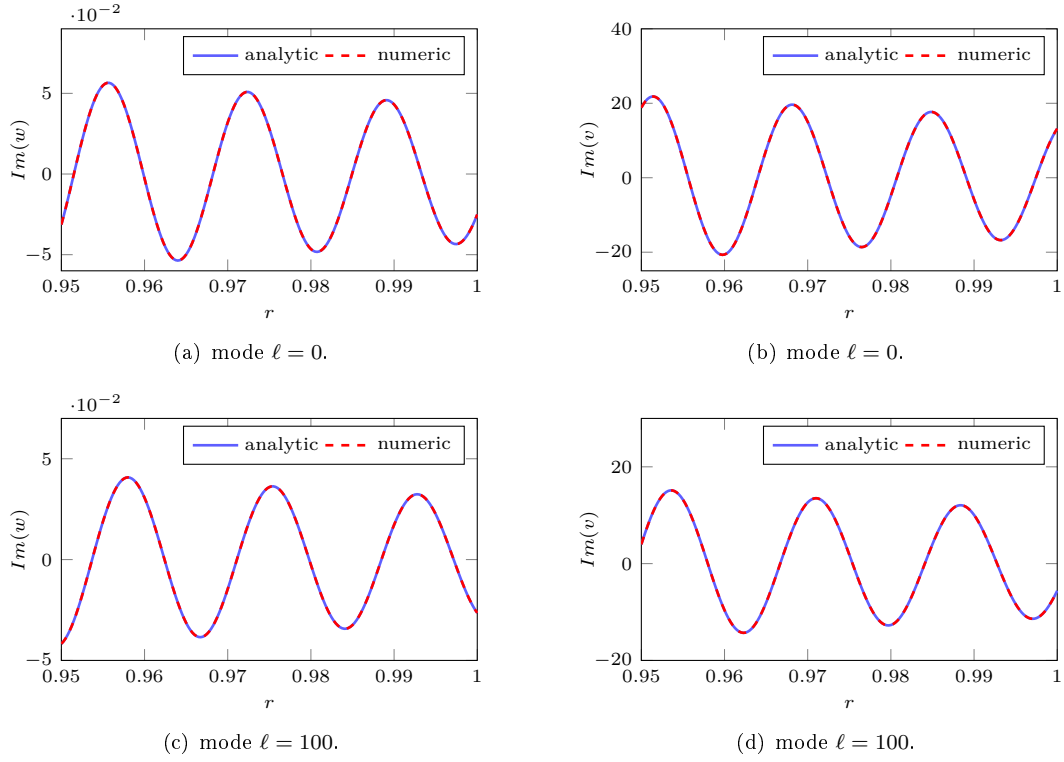 ·10−2
analytic numeric
5
0
−5
Im(w)
0.95 0.96 0.97 0.98 0.99 1
r
(a) mode ℓ = 0.
analytic numeric
40
20
0
−20
Im(v)
0.95 0.96 0.97 0.98 0.99 1
r
(b) mode ℓ = 0.
·10−2
analytic numeric
5
0
−5
Im(w)
0.95 0.96 0.97 0.98 0.99 1
r
(c) mode ℓ = 100.
analytic numeric
20
0
−20
Im(v)
0.95 0.96 0.97 0.98 0.99 1
r
(d) mode ℓ = 100.